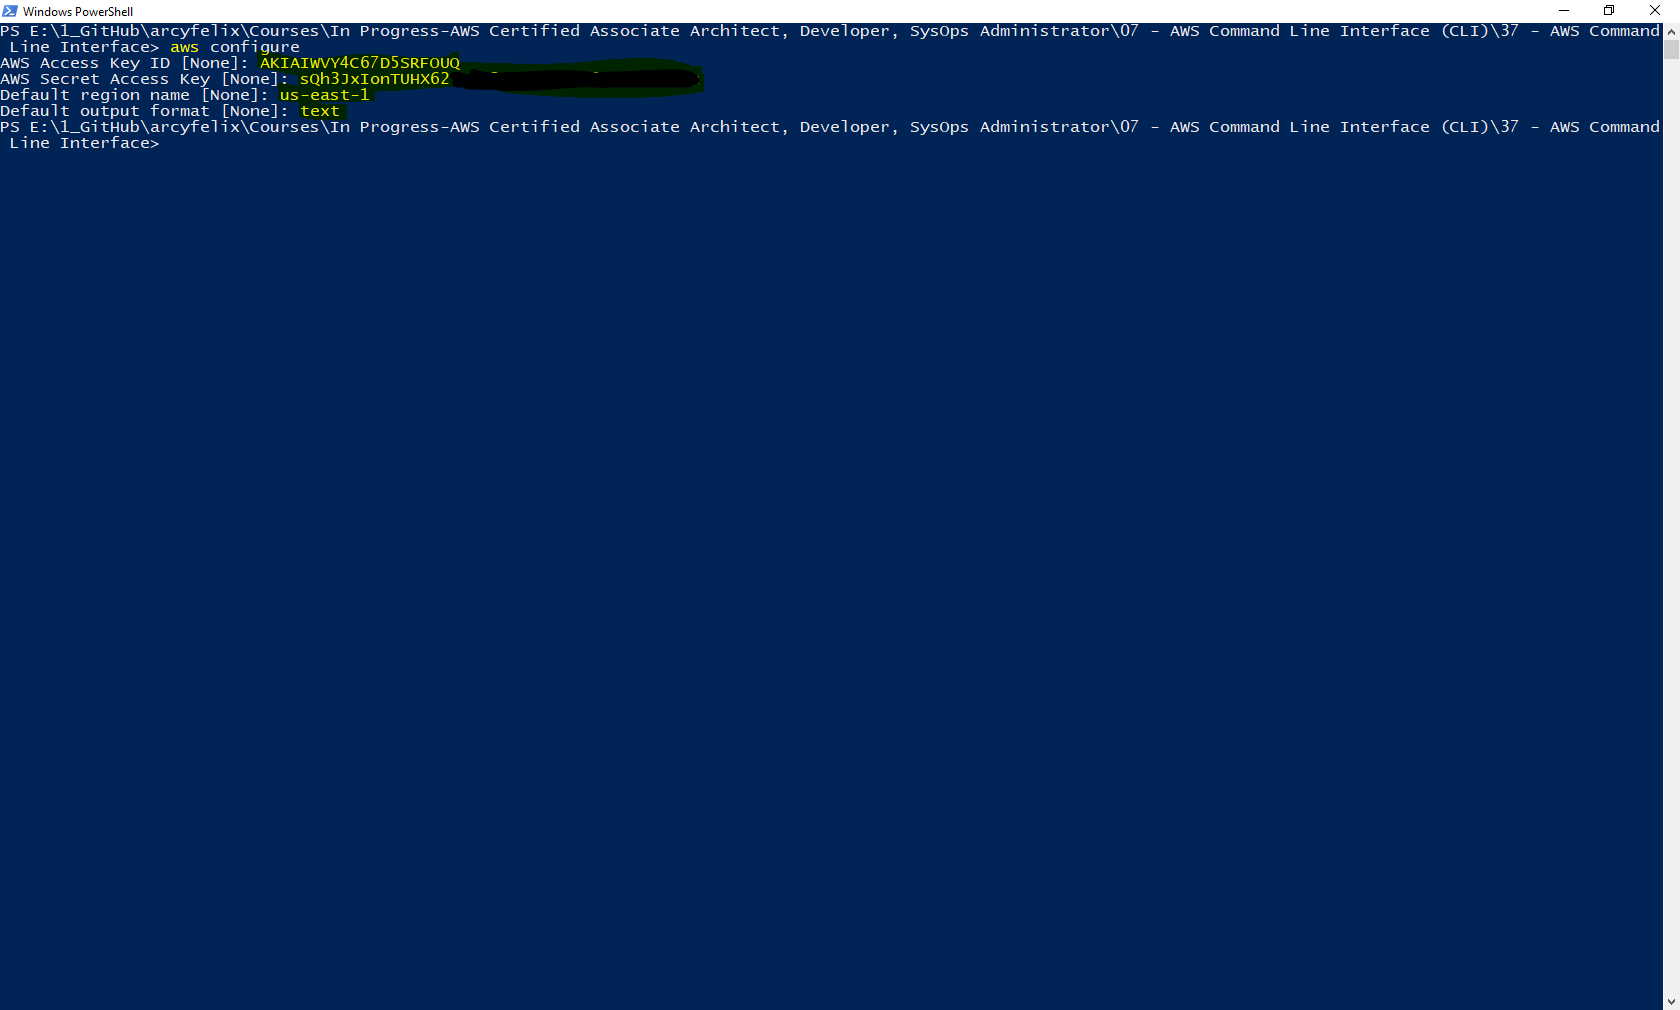 Windows PowerShell
PS E:\1_GitHub\arcyfelix\Courses\In Progress-AWS Certified Associate Architect, Developer, SysOps Administrator\07 - AWS Command Line Interface (CLI)\37 - AWS Command
Line Interface> aws configure
AWS Access Key ID [None]: AKIAIWVY4C67D5SRFOUQ
AWS Secret Access Key [None]: sQh3JxIonTUHX62
Default region name [None]: us-east-1
Default output format [None]: text
PS E:\1_GitHub\arcyfelix\Courses\In Progress-AWS Certified Associate Architect, Developer, SysOps Administrator\07 - AWS Command Line Interface (CLI)\37 - AWS Command
Line Interface>